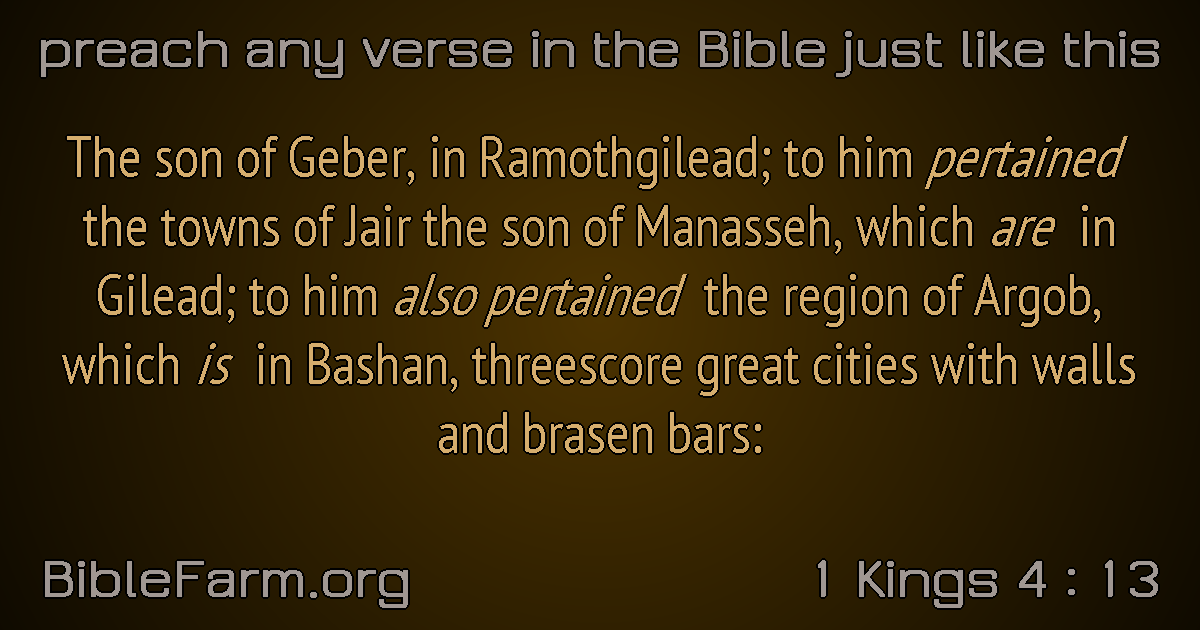 preach any verse in the Bible just like this
The son of Geber, in Ramothgilead; to him pertained
the towns of Jair the son of Manasseh, which are in
Gilead; to him also pertained the region of Argob,
which is in Bashan, threescore great cities with walls
and brasen bars:
BibleFarm.org
1 Kings 4 : 13